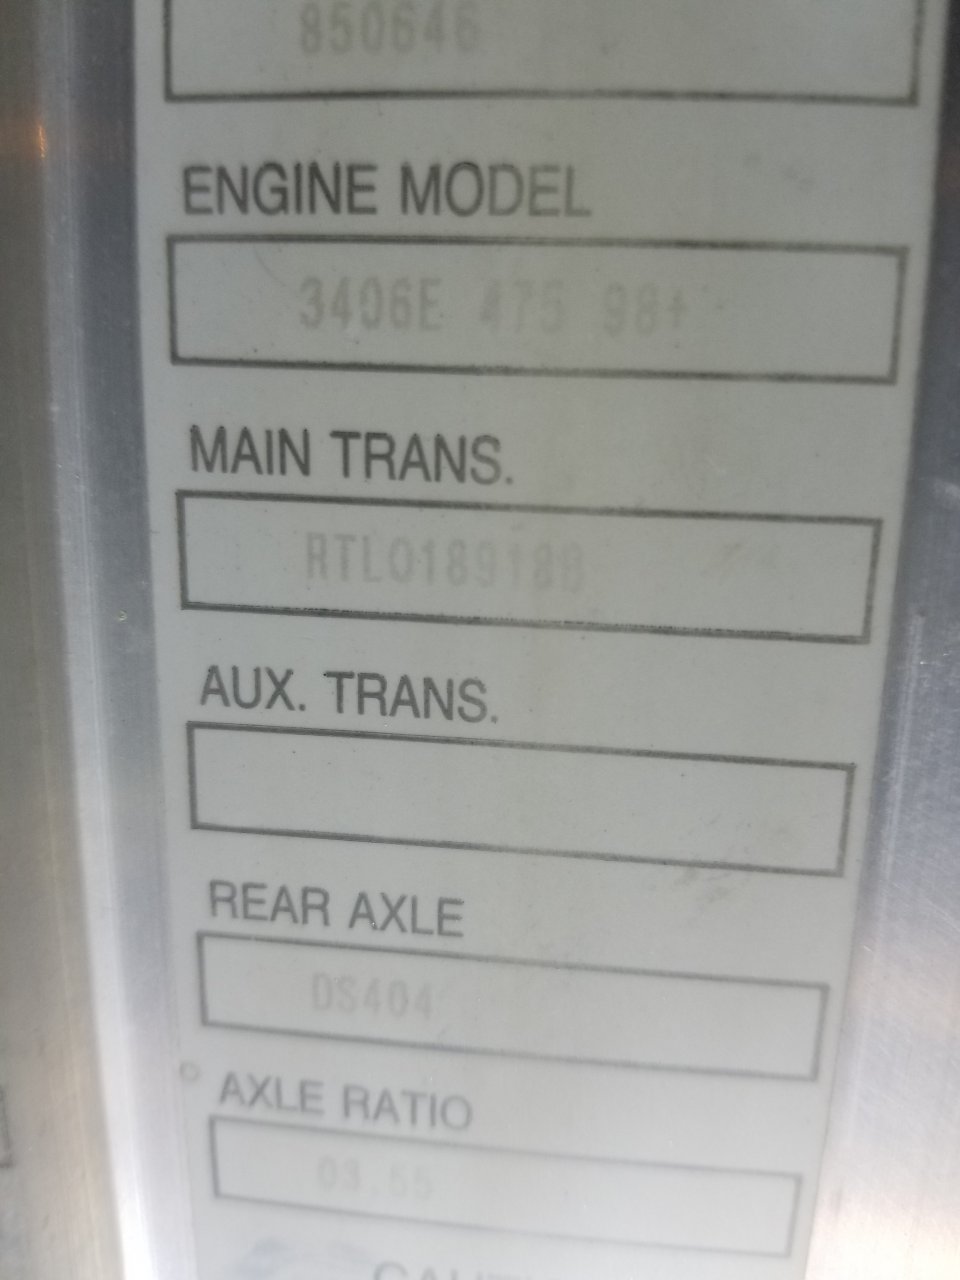 850646
ENGINE MODEL
3406E 475 98+
MAIN TRANS.
RTLO18918B
AUX. TRANS.
REAR AXLE
DS404
AXLE RATIO
03.55